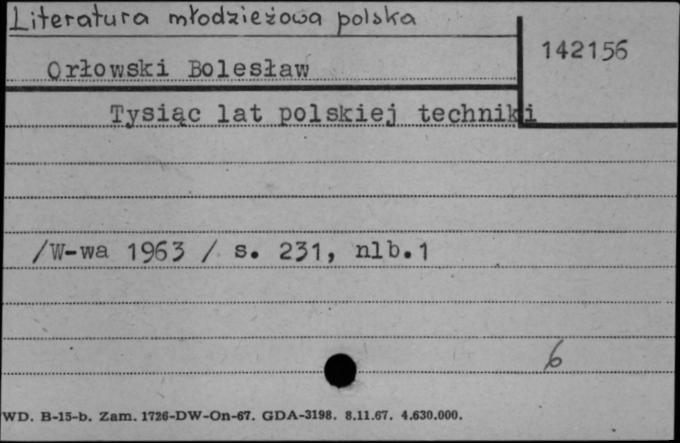 Literatura młodzieżowa polska
142156
Orłowski Bolesław
Tysiąc lat polskiej techniki
/W-wa 1963 / s. 231, nlb.1
6
WD. B-15-b. Zam. 1726-DW-On-67. GDA-3198. 8.11.67. 4.630.000.